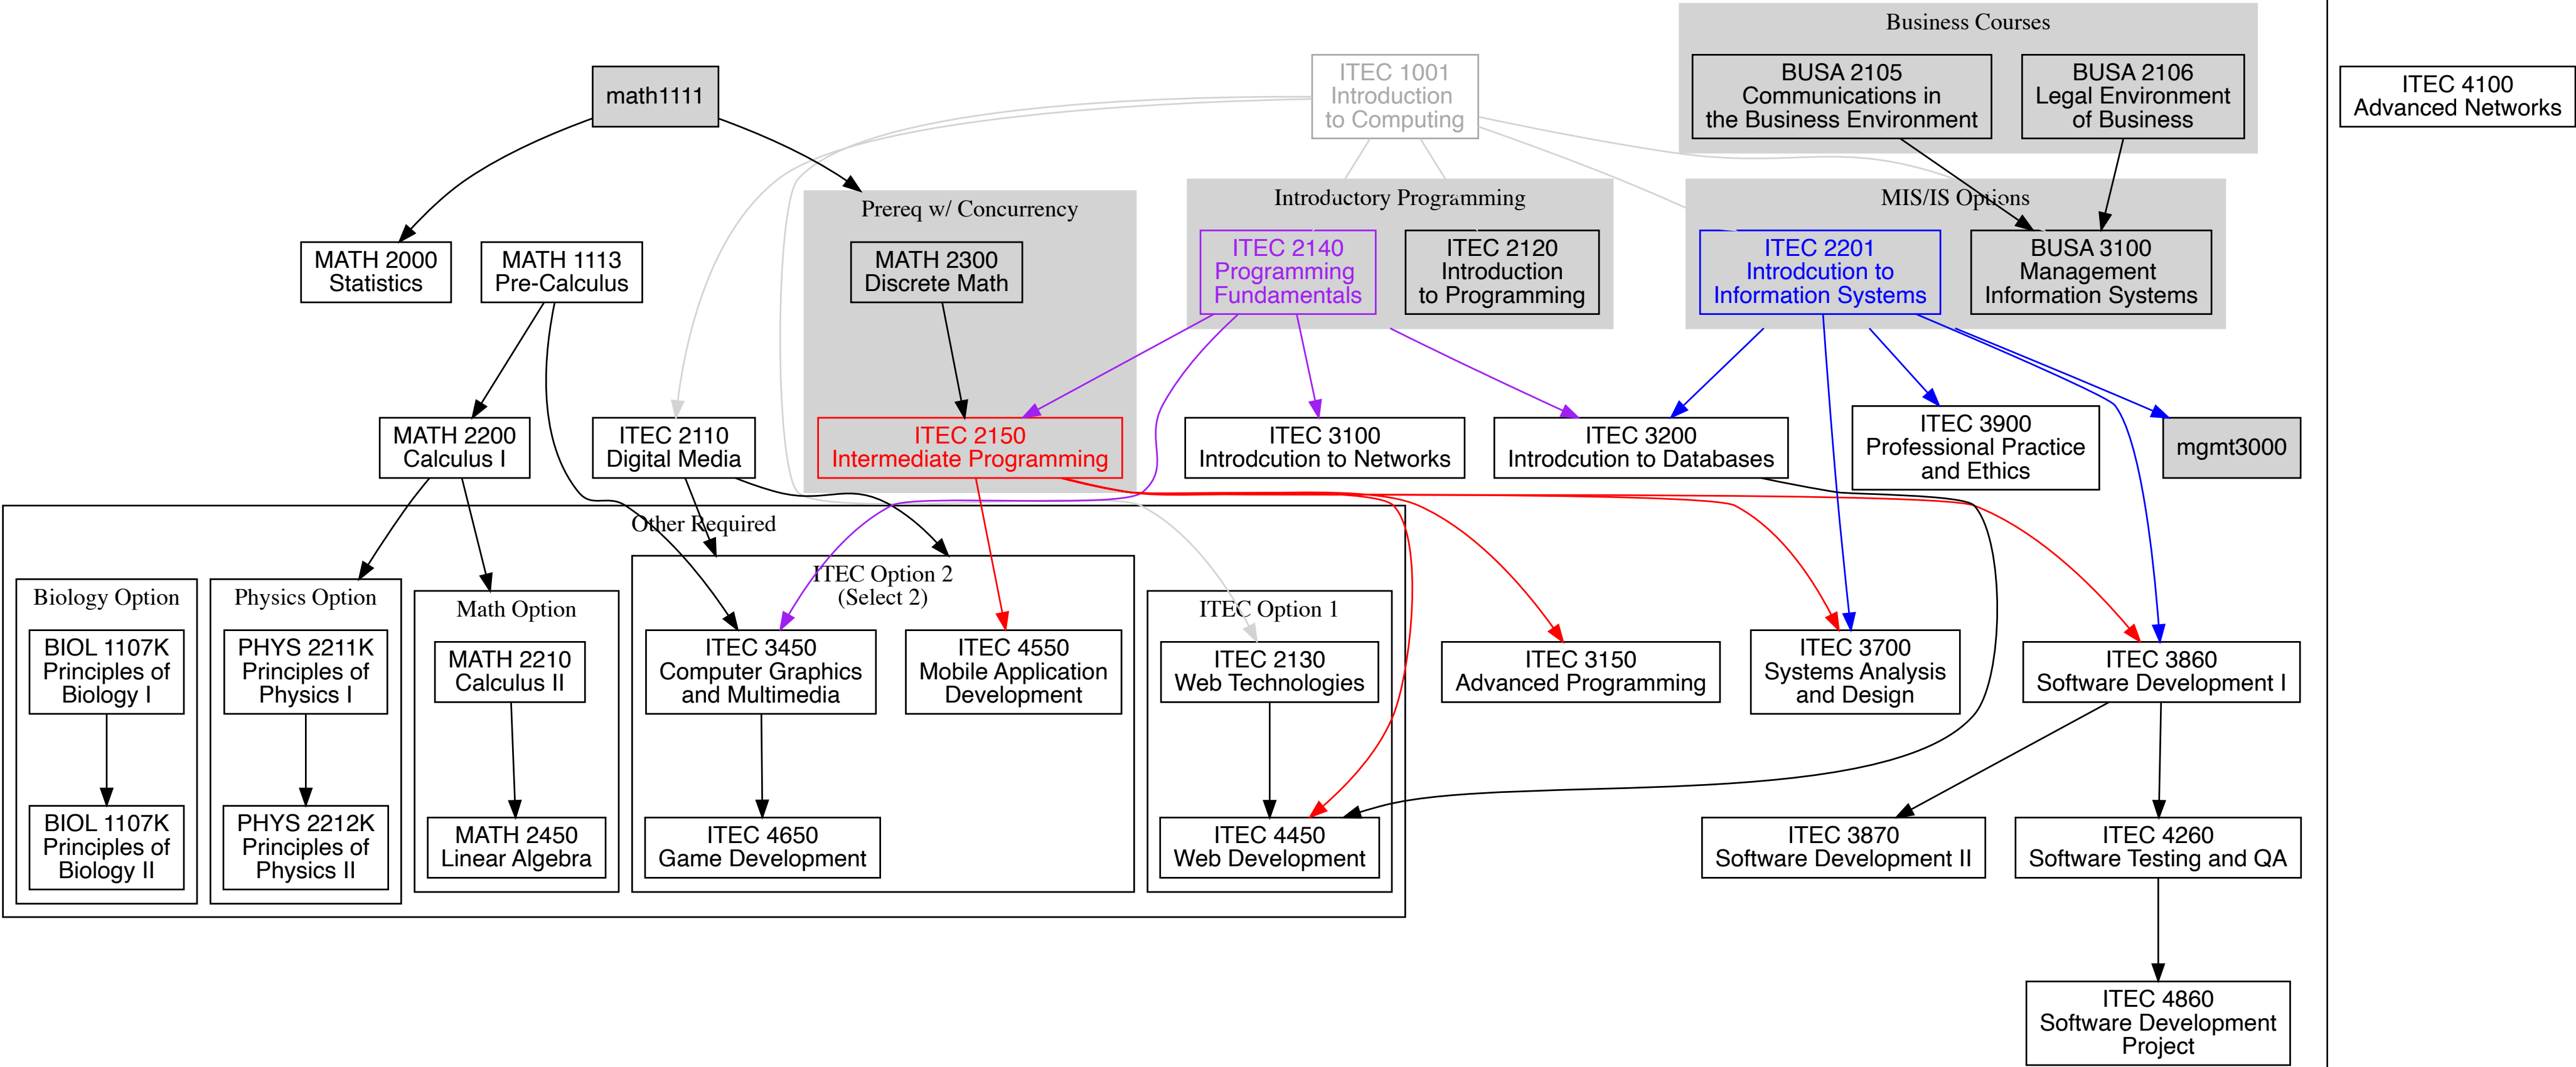 Business Courses
ITEC 1001
Introduction
to Computing
BUSA 2105
Communications in
the Business Environment
BUSA 2106
Legal Environment
of Business
ITEC 4100
Advanced Networks
math1111
Prereq w/ Concurrency
Introductory Programming
MIS/IS Options
MATH 2000
Statistics
MATH 1113
Pre-Calculus
MATH 2300
Discrete Math
ITEC 2140
Programming
Fundamentals
ITEC 2120
Introduction
to Programming
ITEC 2201
Introdcution to
Information Systems
BUSA 3100
Management
Information Systems
MATH 2200
Calculus I
ITEC 2110
Digital Media
ITEC 2150
Intermediate Programming
ITEC 3100
Introdcution to Networks
ITEC 3200
Introdcution to Databases
ITEC 3900
Professional Practice
and Ethics
mgmt3000
Other Required
Biology Option
Physics Option
Math Option
ITEC Option 2
(Select 2)
ITEC Option 1
BIOL 1107K
Principles of
Biology I
PHYS 2211K
Principles of
Physics I
MATH 2210
Calculus II
ITEC 3450
Computer Graphics
and Multimedia
ITEC 4550
Mobile Application
Development
ITEC 2130
Web Technologies
ITEC 3150
Advanced Programming
ITEC 3700
Systems Analysis
and Design
ITEC 3860
Software Development I
BIOL 1107K
Principles of
Biology II
PHYS 2212K
Principles of
Physics II
MATH 2450
Linear Algebra
ITEC 4650
Game Development
ITEC 4450
Web Development
ITEC 3870
Software Development II
ITEC 4260
Software Testing and QA
ITEC 4860
Software Development
Project